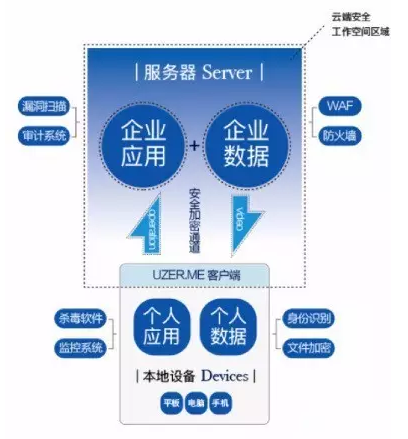 云端安全
工作空间区域
| 服务器 Server |
漏洞扫描
审计系统
企业
应用
+
企业
数据
WAF
防火墙
operation
安全加密通道
video
UZER.ME 客户端
杀毒软件
监控系统
个人
应用
个人
数据
身份识别
文件加密
| 本地设备 Devices |
平板 电脑 手机